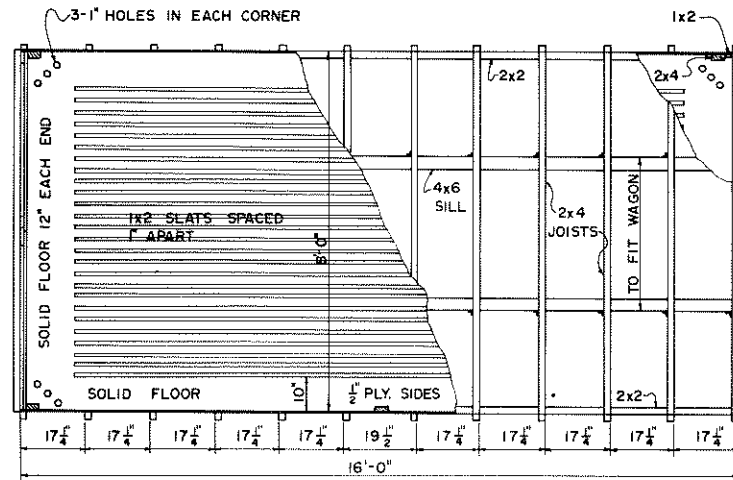 3-1" HOLES IN EACH CORNER
1x2
2x4
2x2
SOLID FLOOR 12" EACH END
4x6
SILL
1x2 SLATS SPACED
1" APART
8'-0"
2x4
JOISTS
TO FIT WAGON
SOLID FLOOR
10"
1/2" PLY. SIDES
2x2
17 1/4" 17 1/4" 17 1/4" 17 1/4" 17 1/4" 19 1/2" 17 1/4" 17 1/4" 17 1/4" 17 1/4" 17 1/4"
16'-0"